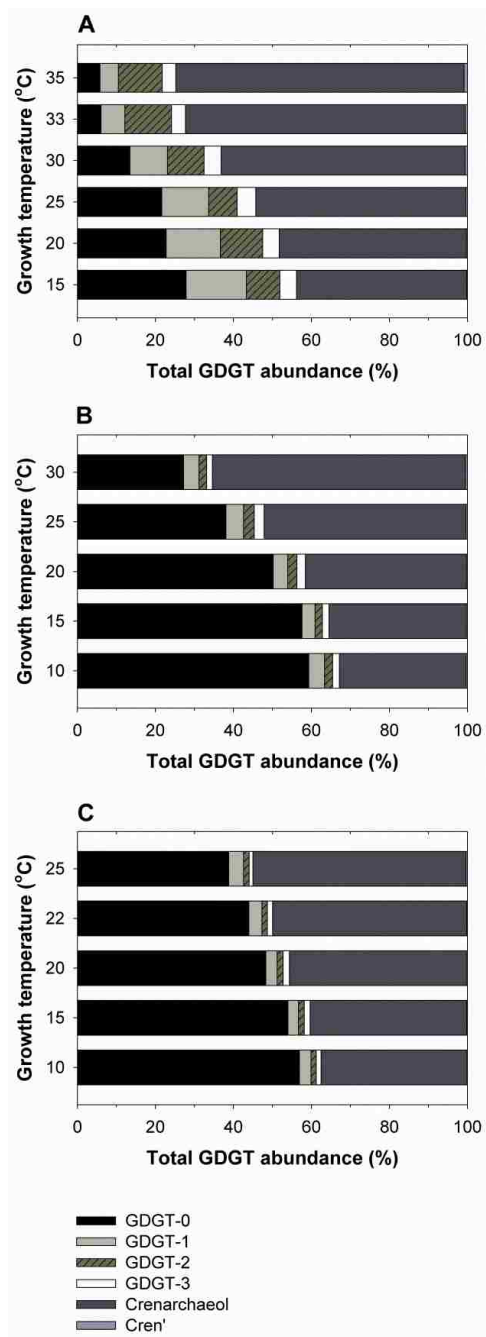 A
Growth temperature (°C)
35
33
30
25
20
15
0 20 40 60 80 100
Total GDGT abundance (%)
B
Growth temperature (°C)
30
25
20
15
10
0 20 40 60 80 100
Total GDGT abundance (%)
C
Growth temperature (°C)
25
22
20
15
10
0 20 40 60 80 100
Total GDGT abundance (%)
GDGT-0
GDGT-1
GDGT-2
GDGT-3
Crenarchaeol
Cren'